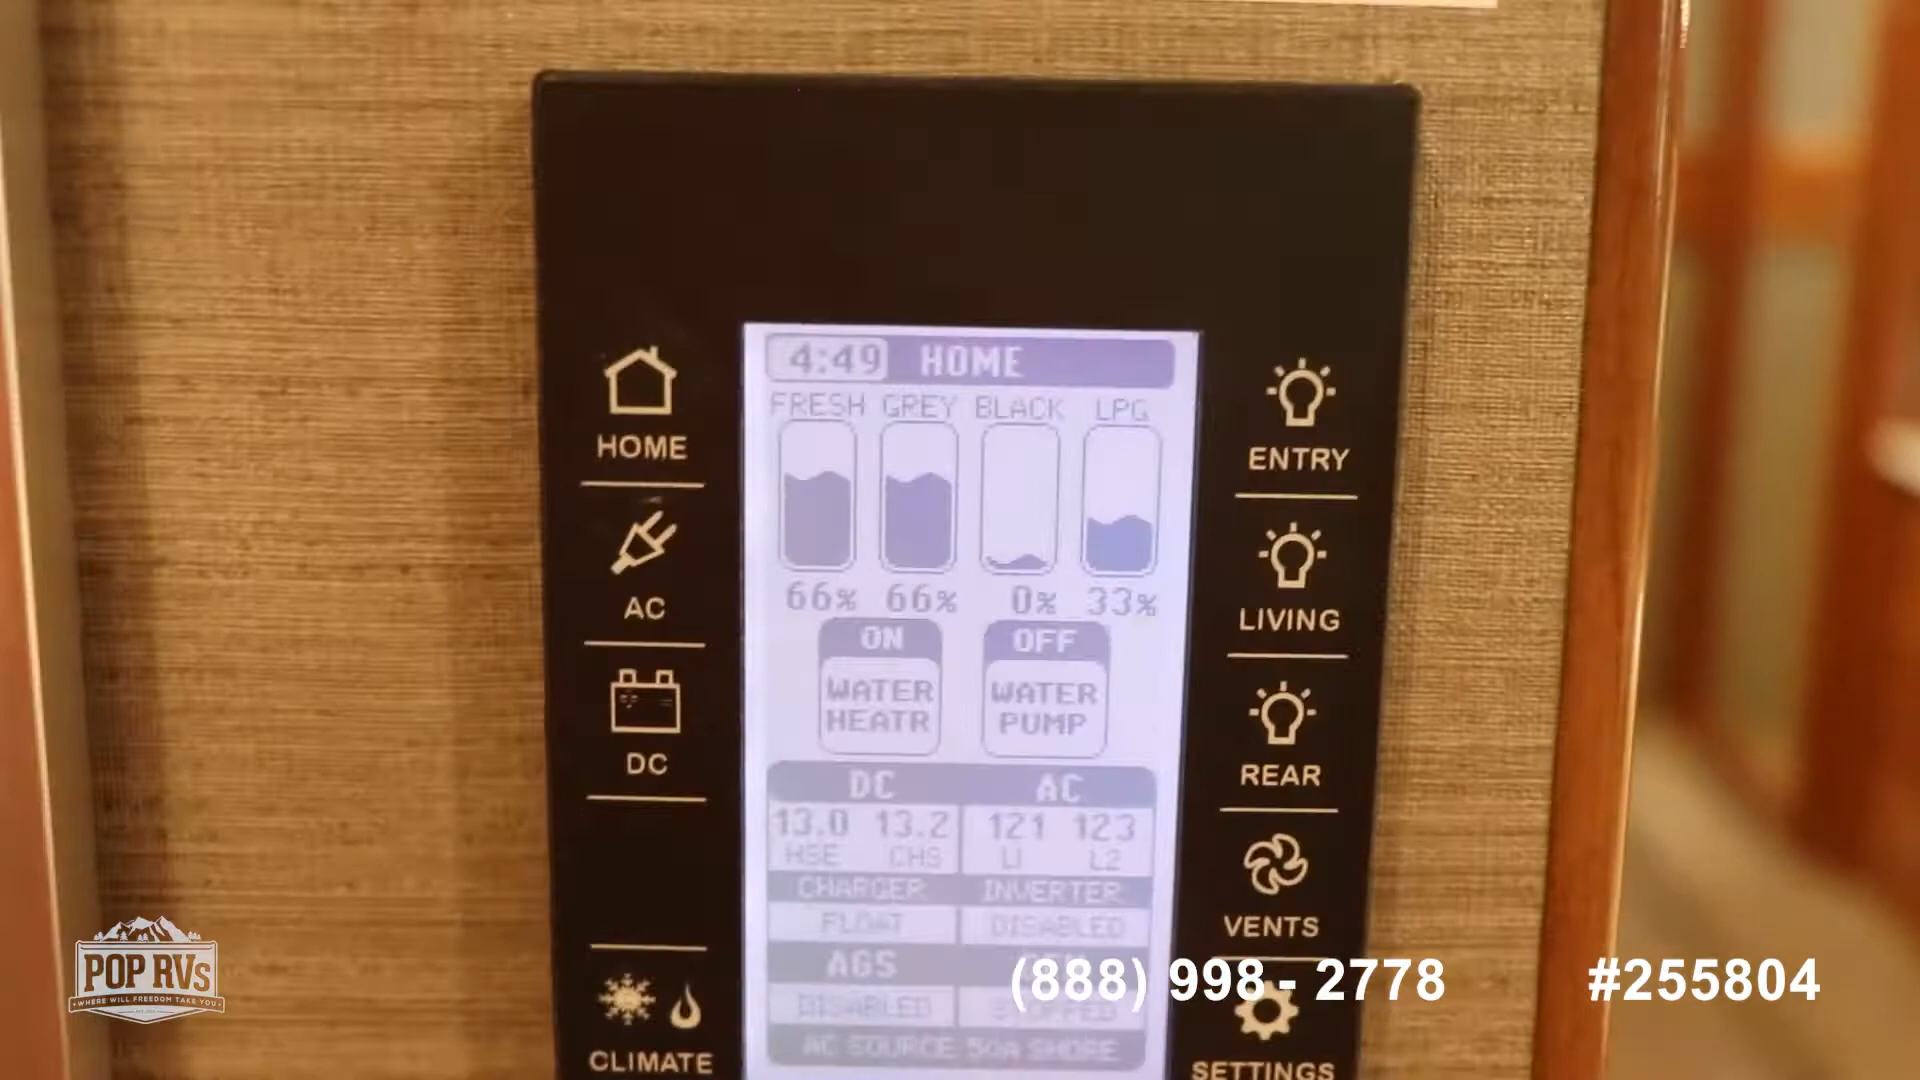 4:49 HOME
FRESH GREY BLACK LPG
66% 66% 0% 33%
ON OFF
WATER HEATR
WATER PUMP
DC AC
13.0 13.2 121 123
HSE CHS L1 L2
CHARGER INVERTER
FLOAT DISABLED
AGS
DISABLED STOPPED
AC SOURCE 50A SHORE
HOME
AC
DC
CLIMATE
ENTRY
LIVING
REAR
VENTS
SETTINGS
POP RVs
WHERE WILL FREEDOM TAKE YOU
(888) 998 - 2778
#255804